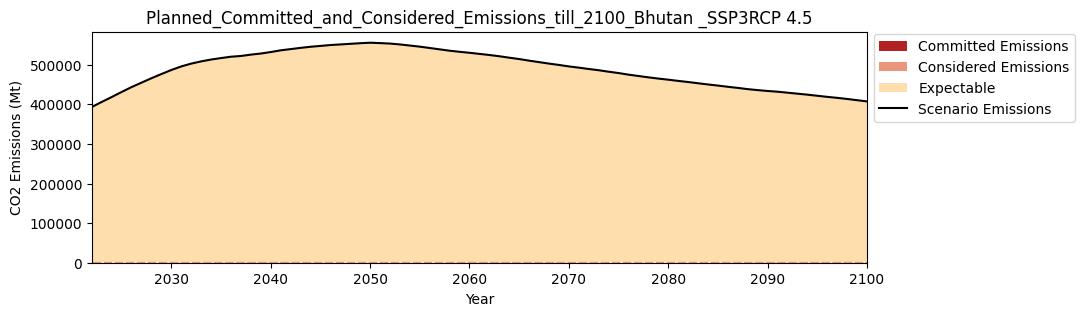 Planned_Committed_and_Considered_Emissions_till_2100_Bhutan _SSP3RCP 4.5
CO2 Emissions (Mt)
500000
400000
300000
200000
100000
0
2030 2040 2050 2060 2070 2080 2090 2100
Year
Committed Emissions
Considered Emissions
Expectable
Scenario Emissions